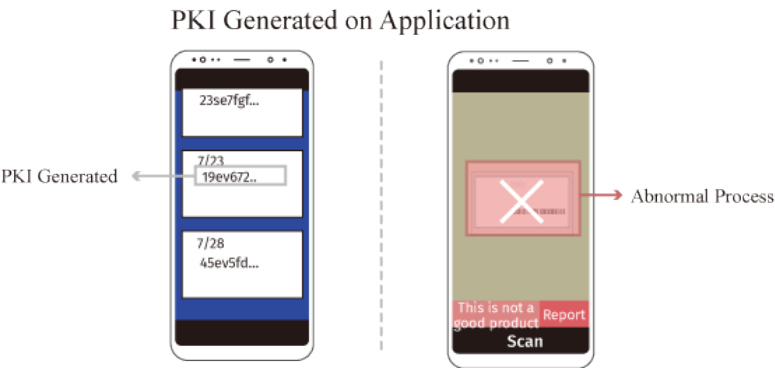 PKI Generated on Application
23se7fgf...
7/23
19ev672..
PKI Generated
7/28
45ev5fd...
Abnormal Process
This is not a
good product
Report
Scan